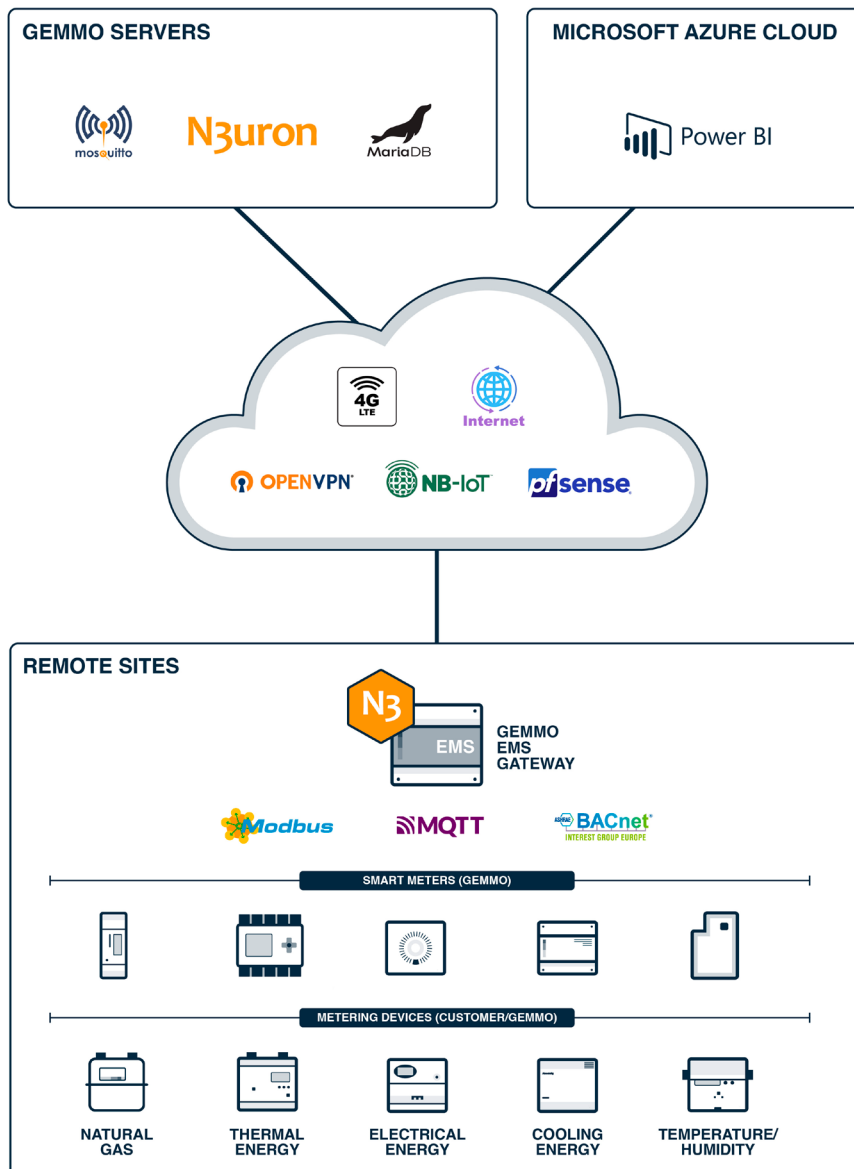 GEMMO SERVERS
MICROSOFT AZURE CLOUD
mosquitto
N3uron
MariaDB
Power BI
4G
LTE
Internet
OPENVPN®
NB-IoT
pfsense
REMOTE SITES
N3
EMS
GEMMO
EMS
GATEWAY
Modbus
MQTT
ASHRAE BACnet®
INTEREST GROUP EUROPE
SMART METERS (GEMMO)
METERING DEVICES (CUSTOMER/GEMMO)
NATURAL
GAS
THERMAL
ENERGY
ELECTRICAL
ENERGY
COOLING
ENERGY
TEMPERATURE/
HUMIDITY